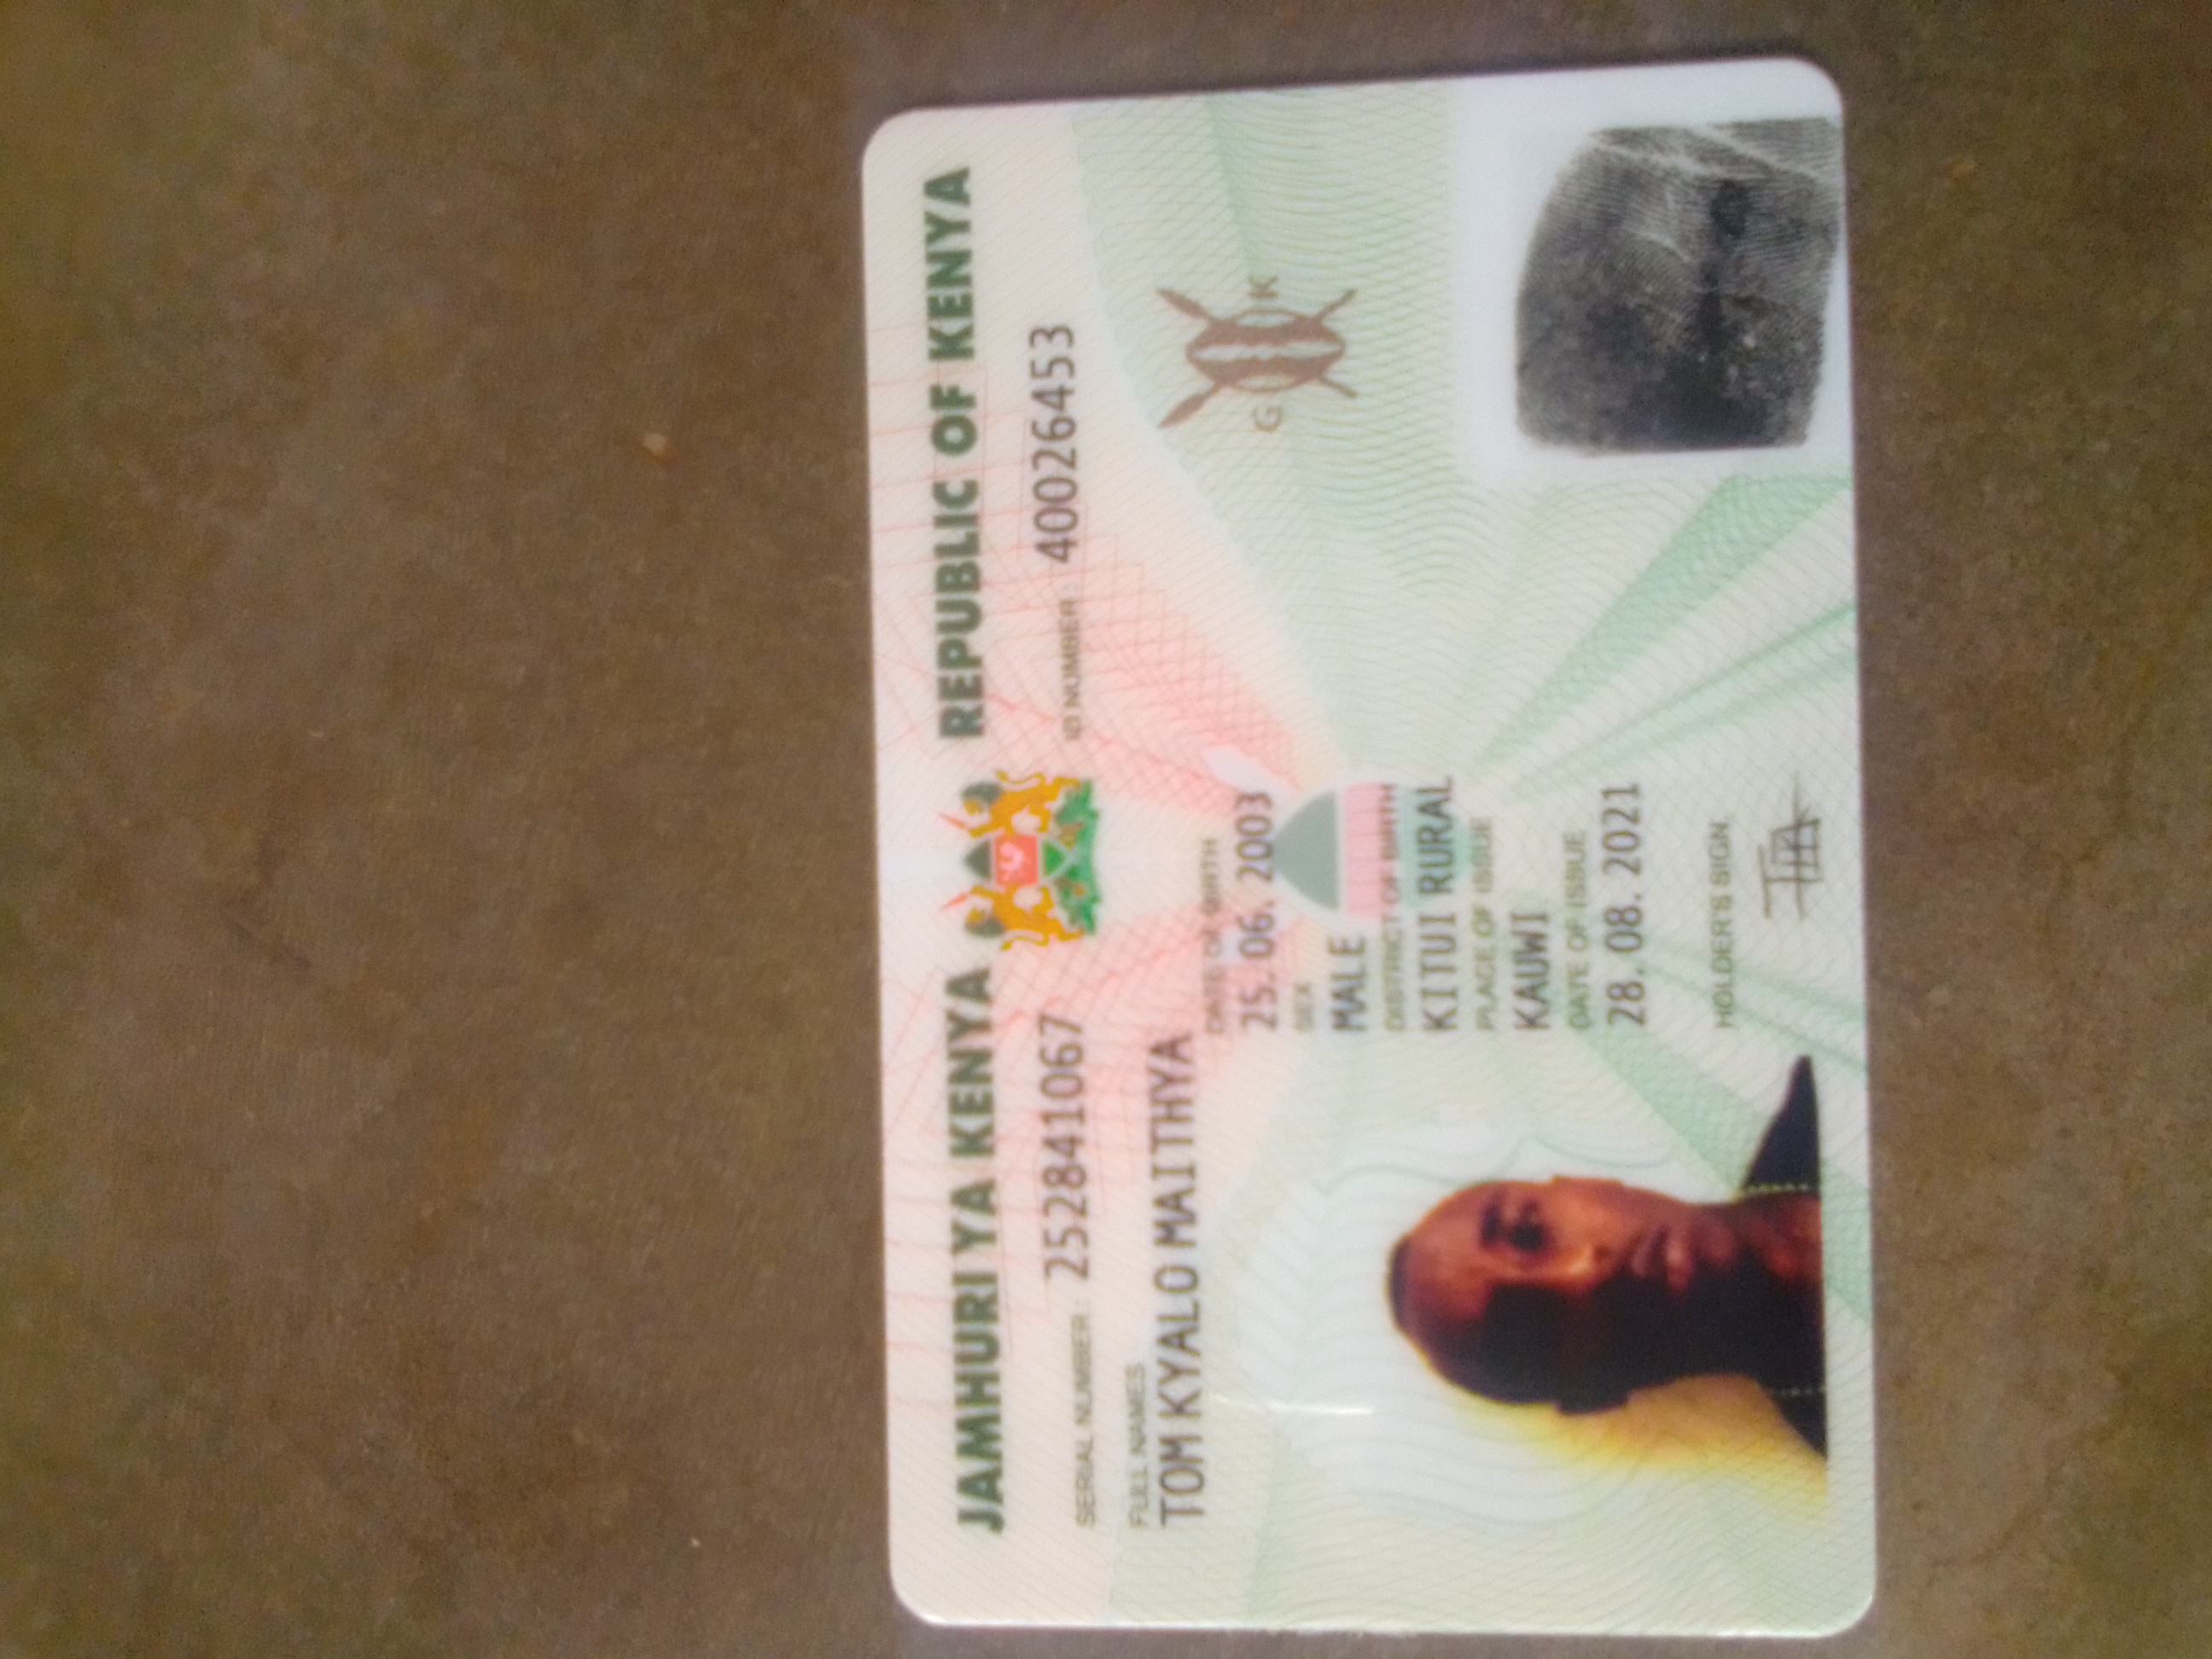 JAMHURI YA KENYA REPUBLIC OF KENYA
SERIAL NUMBER: 252841067 ID NUMBER: 400264453
FULL NAMES
TOM KYALO MAITHYA
DATE OF BIRTH
25. 06. 2003
SEX
MALE
G K
DISTRICT OF BIRTH
KITUI RURAL
PLACE OF ISSUE
KAUWI
DATE OF ISSUE
28. 08. 2021
HOLDER'S SIGN